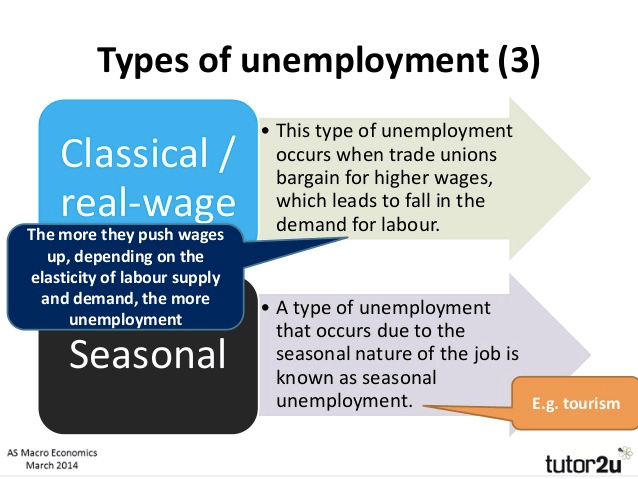 Types of unemployment (3)
Classical /
real-wage
• This type of unemployment
occurs when trade unions
bargain for higher wages,
which leads to fall in the
demand for labour.
The more they push wages
up, depending on the
elasticity of labour supply
and demand, the more
unemployment
Seasonal
• A type of unemployment
that occurs due to the
seasonal nature of the job is
known as seasonal
unemployment.
E.g. tourism
AS Macro Economics
March 2014
tutor2u